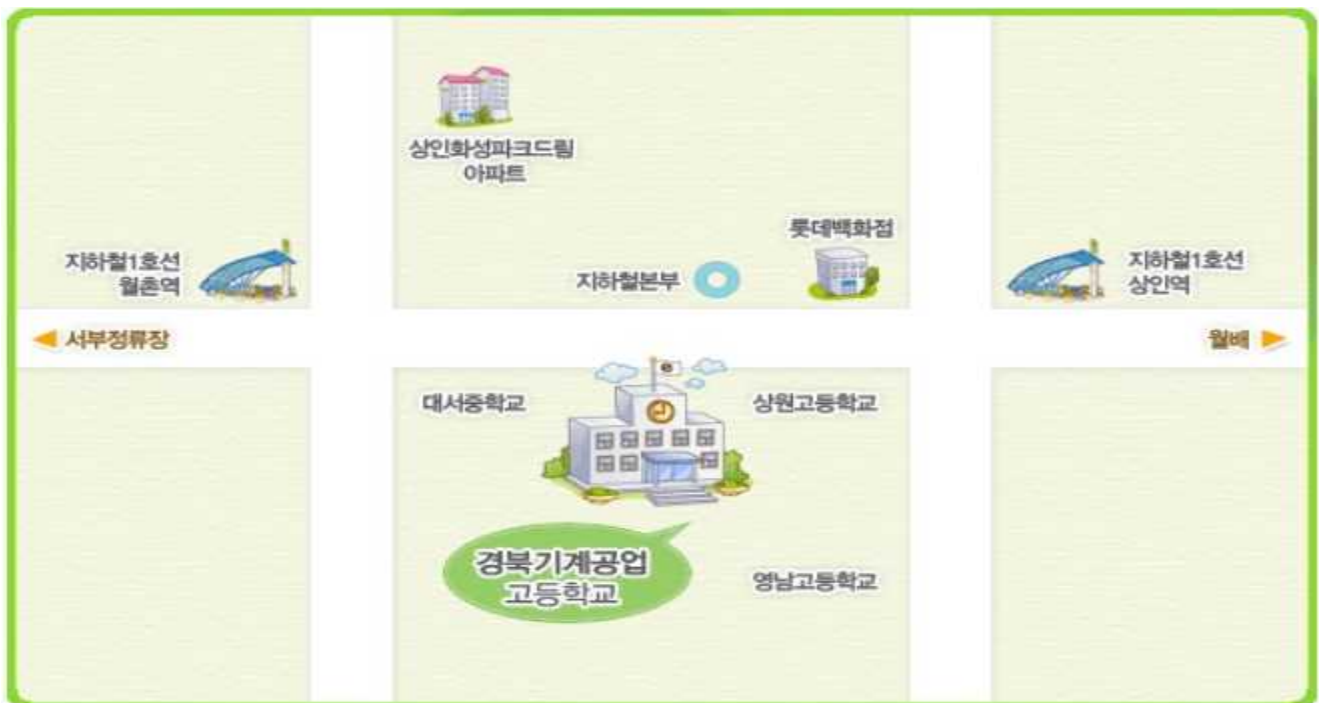 상인화성파크드림
아파트
롯데백화점
지하철1호선
월촌역
지하철본부
지하철1호선
상인역
서부정류장
월배
대서중학교
상원고등학교
경북기계공업
고등학교
영남고등학교